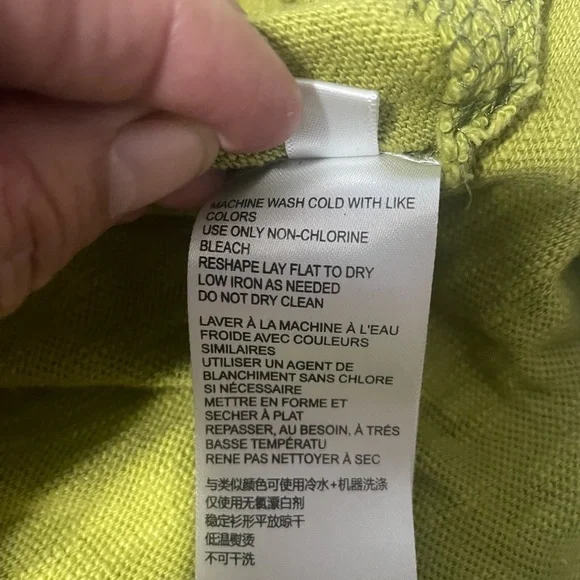 MACHINE WASH COLD WITH LIKE
COLORS
USE ONLY NON-CHLORINE
BLEACH
RESHAPE LAY FLAT TO DRY
LOW IRON AS NEEDED
DO NOT DRY CLEAN
LAVER À LA MACHINE À L'EAU
FROIDE AVEC COULEURS
SIMILAIRES
UTILISER UN AGENT DE
BLANCHIMENT SANS CHLORE
SI NÉCESSAIRE
METTRE EN FORME ET
SECHER À PLAT
REPASSER, AU BESOIN, À TRÉS
BASSE TEMPÉRATU
RENE PAS NETTOYER À SEC
与类似颜色可使用冷水+机器洗涤
仅使用无氯漂白剂
稳定衫形平放晾干
低温熨烫
不可干洗